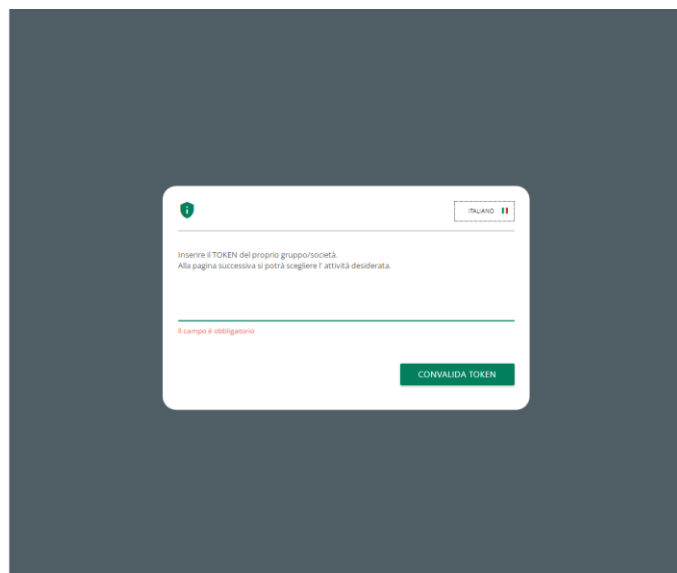 ITALIANO
Inserire il TOKEN del proprio gruppo/società.
Alla pagina successiva si potrà scegliere l' attività desiderata.
Il campo è obbligatorio
CONVALIDA TOKEN